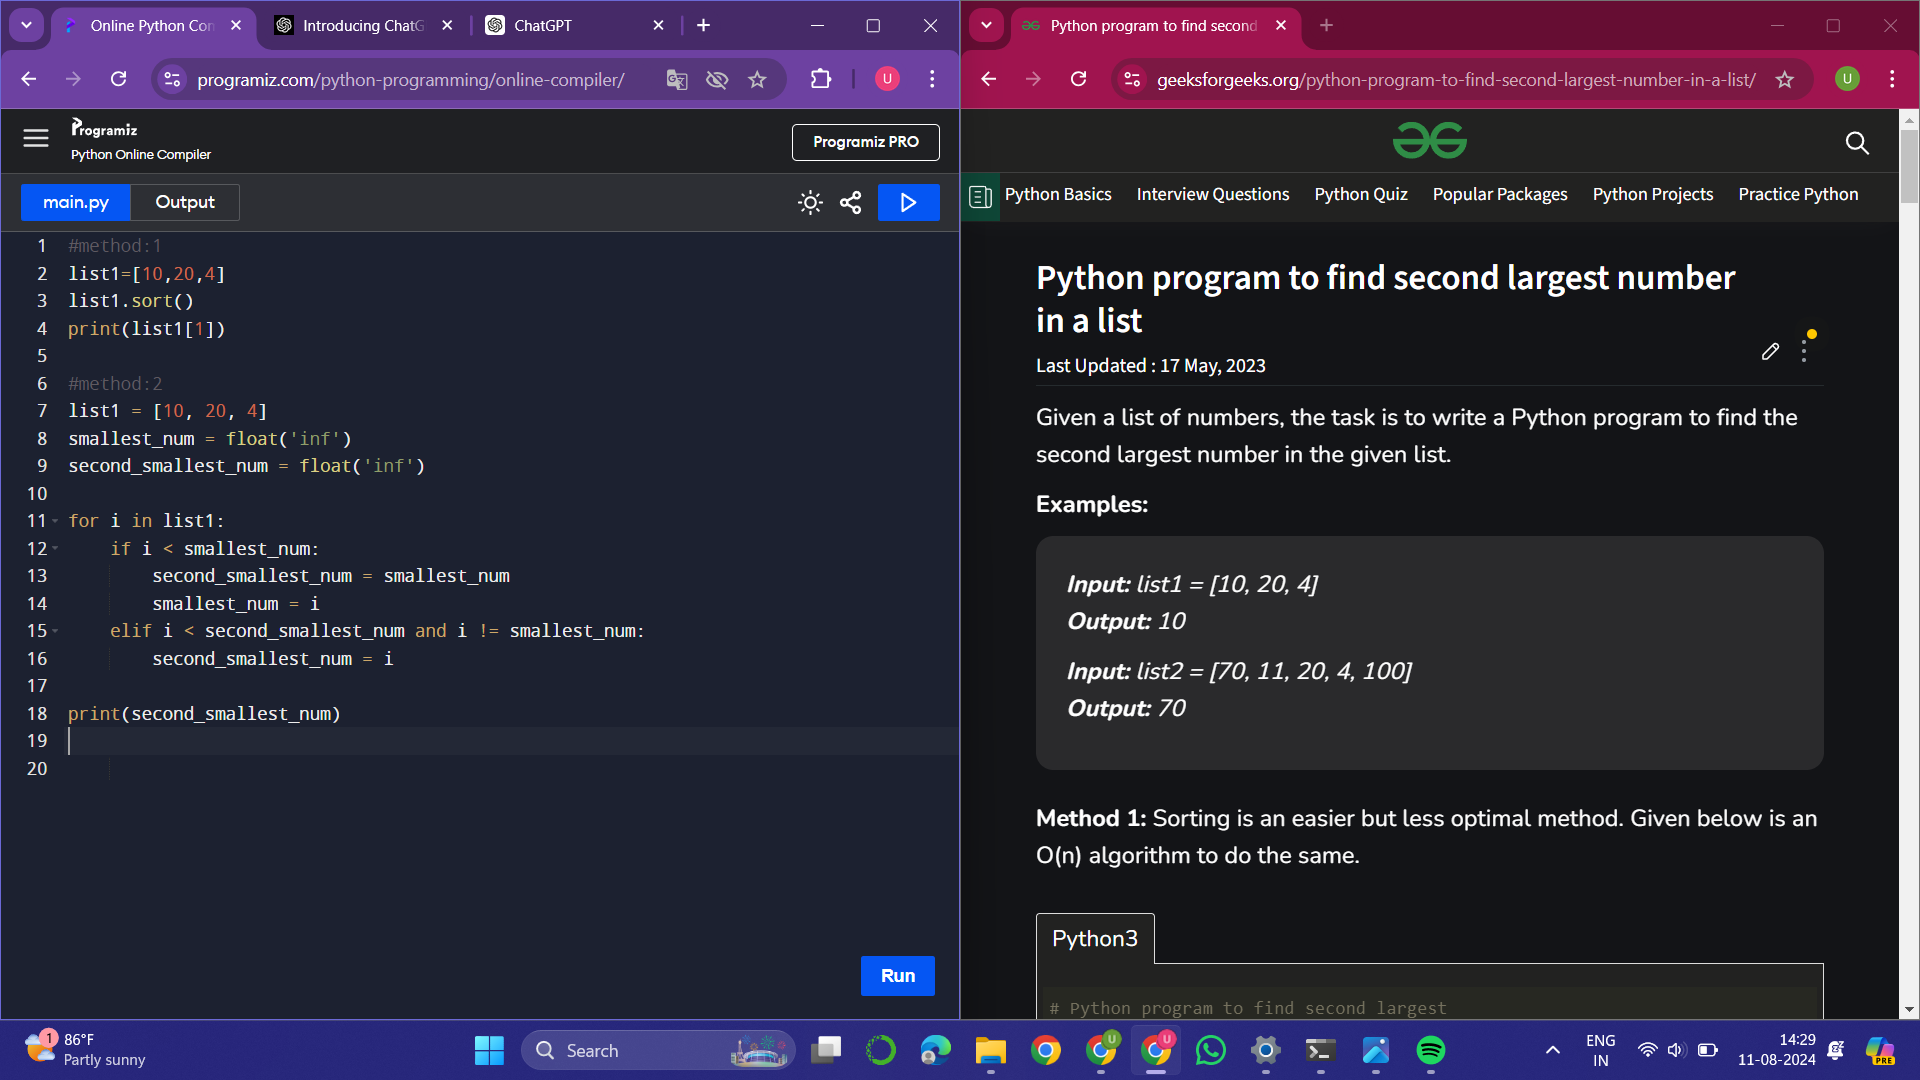 Online Python Con
Introducing ChatG
ChatGPT
programiz.com/python-programming/online-compiler/
U
Programiz
Python Online Compiler
Programiz PRO
main.py
Output
1 #method:1
2 list1=[10,20,4]
3 list1.sort()
4 print(list1[1])
5
6 #method:2
7 list1 = [10, 20, 4]
8 smallest_num = float('inf')
9 second_smallest_num = float('inf')
10
11 for i in list1:
12 if i < smallest_num:
13 second_smallest_num = smallest_num
14 smallest_num = i
15 elif i < second_smallest_num and i != smallest_num:
16 second_smallest_num = i
17
18 print(second_smallest_num)
19
20
Run
Python program to find second
geeksforgeeks.org/python-program-to-find-second-largest-number-in-a-list/
U
Python Basics
Interview Questions
Python Quiz
Popular Packages
Python Projects
Practice Python
Python program to find second largest number
in a list
Last Updated : 17 May, 2023
Given a list of numbers, the task is to write a Python program to find the
second largest number in the given list.
Examples:
Input: list1 = [10, 20, 4]
Output: 10
Input: list2 = [70, 11, 20, 4, 100]
Output: 70
Method 1: Sorting is an easier but less optimal method. Given below is an
O(n) algorithm to do the same.
Python3
# Python program to find second largest
1
86°F
Partly sunny
Search
U
U
ENG
IN
14:29
11-08-2024
PRE